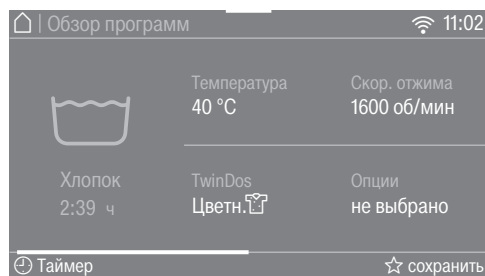 | Обзор программ 11:02
Температура Скор. отжима
40 °C 1600 об/мин
Хлопок TwinDos Опции
2:39 ч Цветн. не выбрано
Таймер сохранить